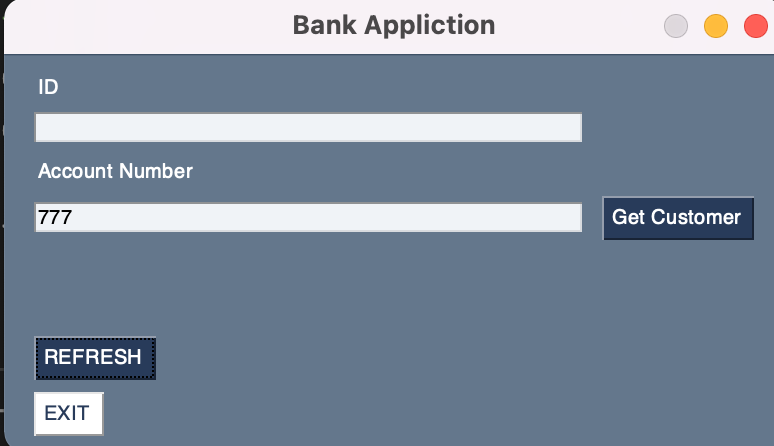 Bank Appliction
ID
Account Number
777
Get Customer
REFRESH
EXIT